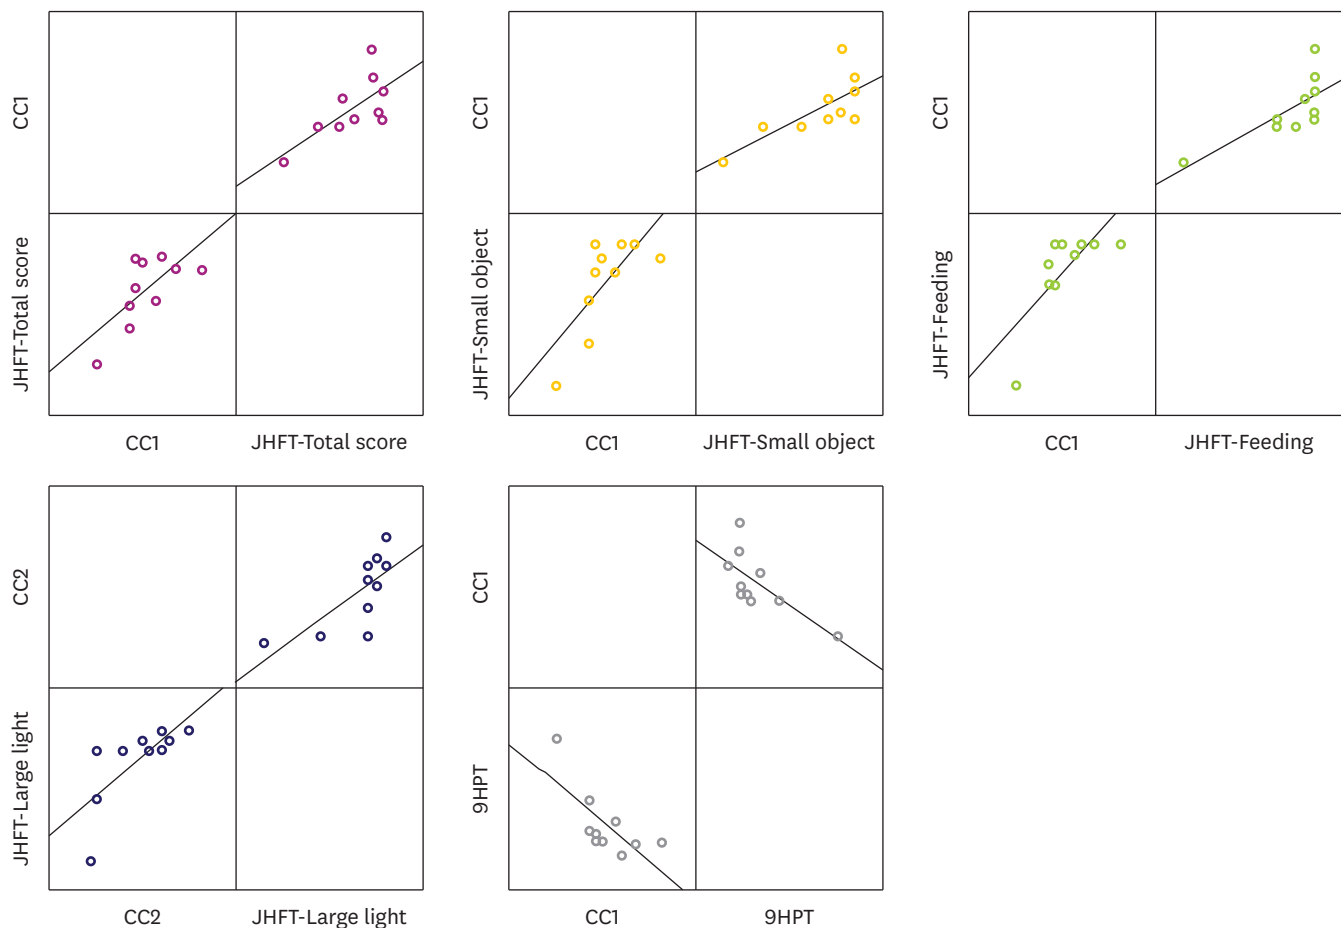 CC1
JHFT-Total score
CC1
JHFT-Total score
CC1
JHFT-Small object
CC1
JHFT-Small object
CC1
JHFT-Feeding
CC1
JHFT-Feeding
CC2
JHFT-Large light
CC2
JHFT-Large light
CC1
9HPT
CC1
9HPT